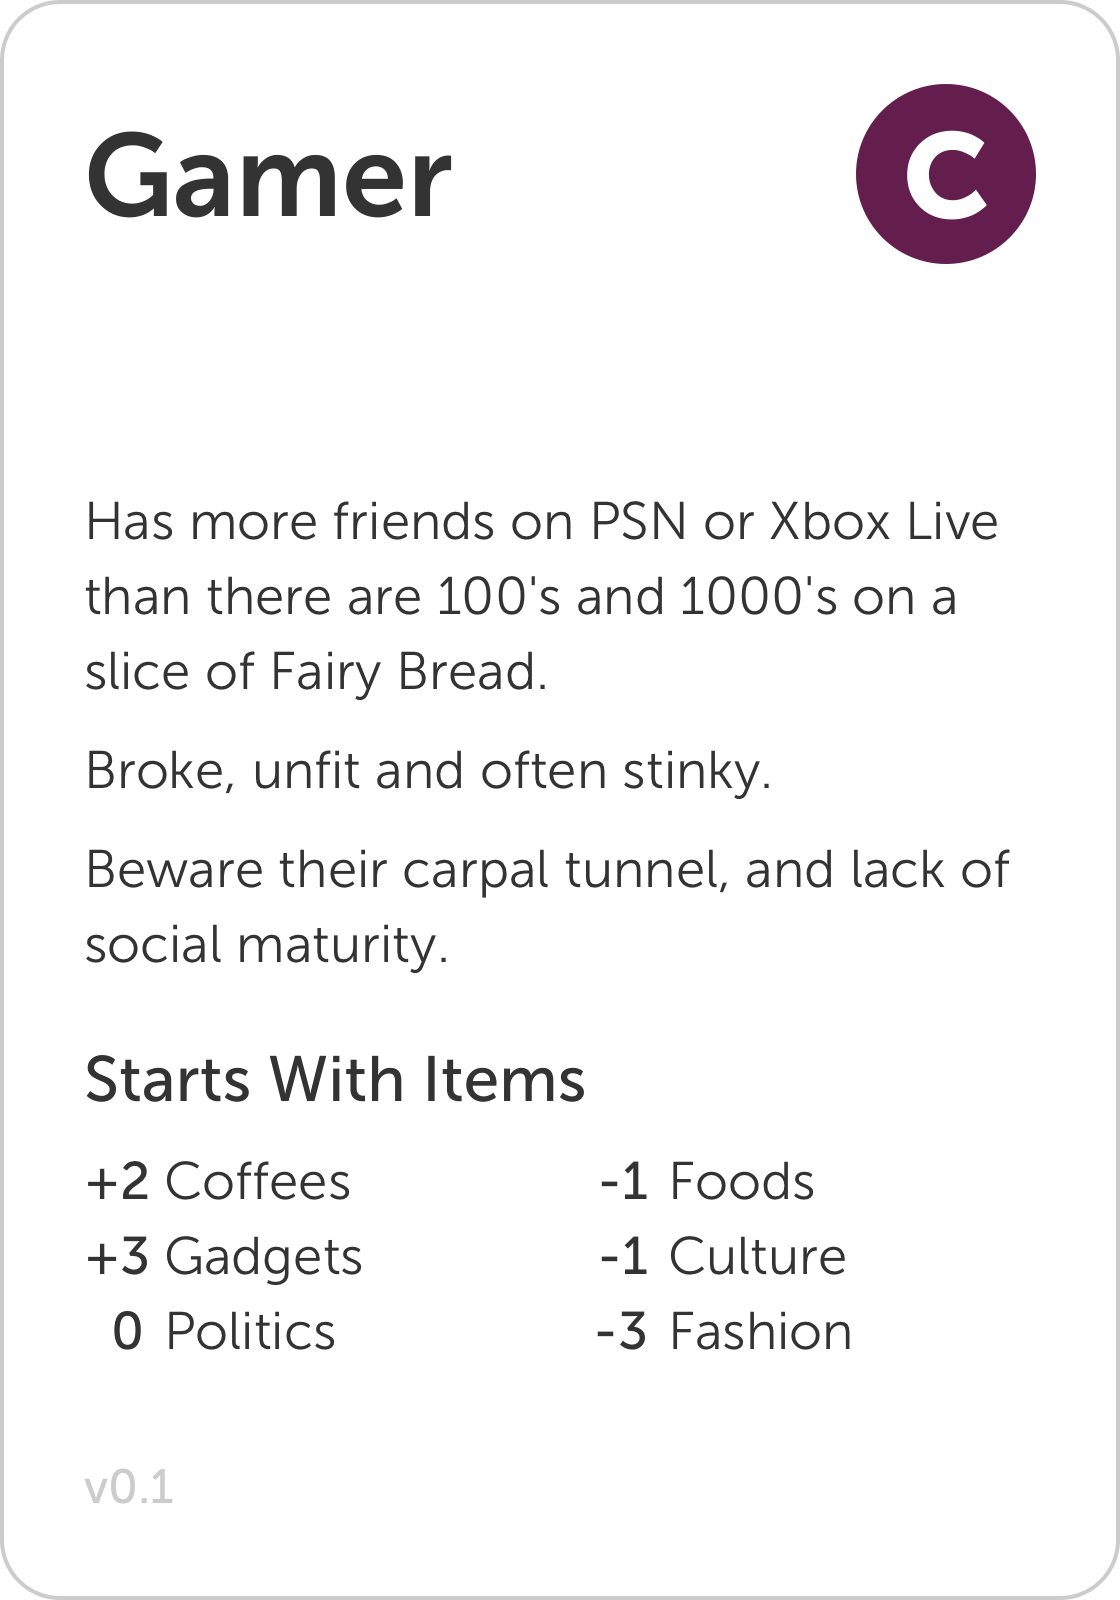 Gamer
C
Has more friends on PSN or Xbox Live
than there are 100's and 1000's on a
slice of Fairy Bread.
Broke, unfit and often stinky.
Beware their carpal tunnel, and lack of
social maturity.
Starts With Items
+2 Coffees
+3 Gadgets
0 Politics
-1 Foods
-1 Culture
-3 Fashion
v0.1